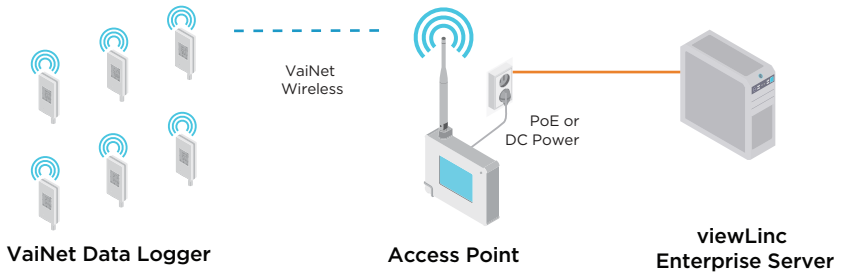 VaiNet
Wireless
PoE or
DC Power
VaiNet Data Logger
Access Point
viewLinc
Enterprise Server